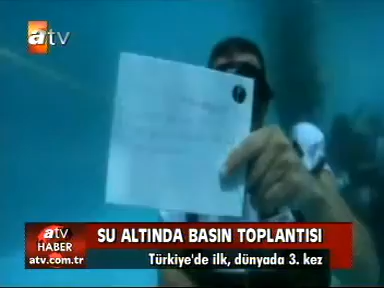 atv
atv
HABER
atv.com.tr
SU ALTINDA BASIN TOPLANTISI
Türkiye'de ilk, dünyada 3. kez